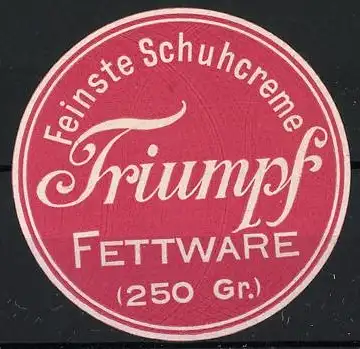 Feinste Schuhcreme
Triumpf
FETTWARE
(250 Gr.)